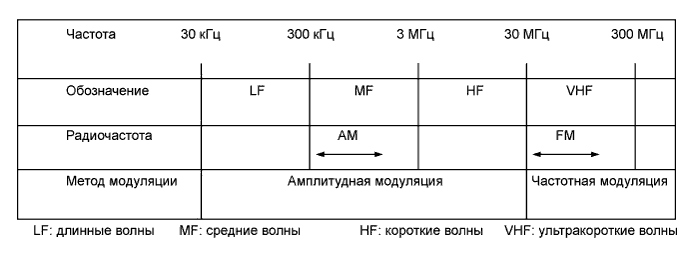 Частота 30 кГц 300 кГц 3 МГц 30 МГц 300 МГц
Обозначение LF MF HF VHF
Радиочастота AM FM
Метод модуляции Амплитудная модуляция Частотная модуляция
LF: длинные волны MF: средние волны HF: короткие волны VHF: ультракороткие волны